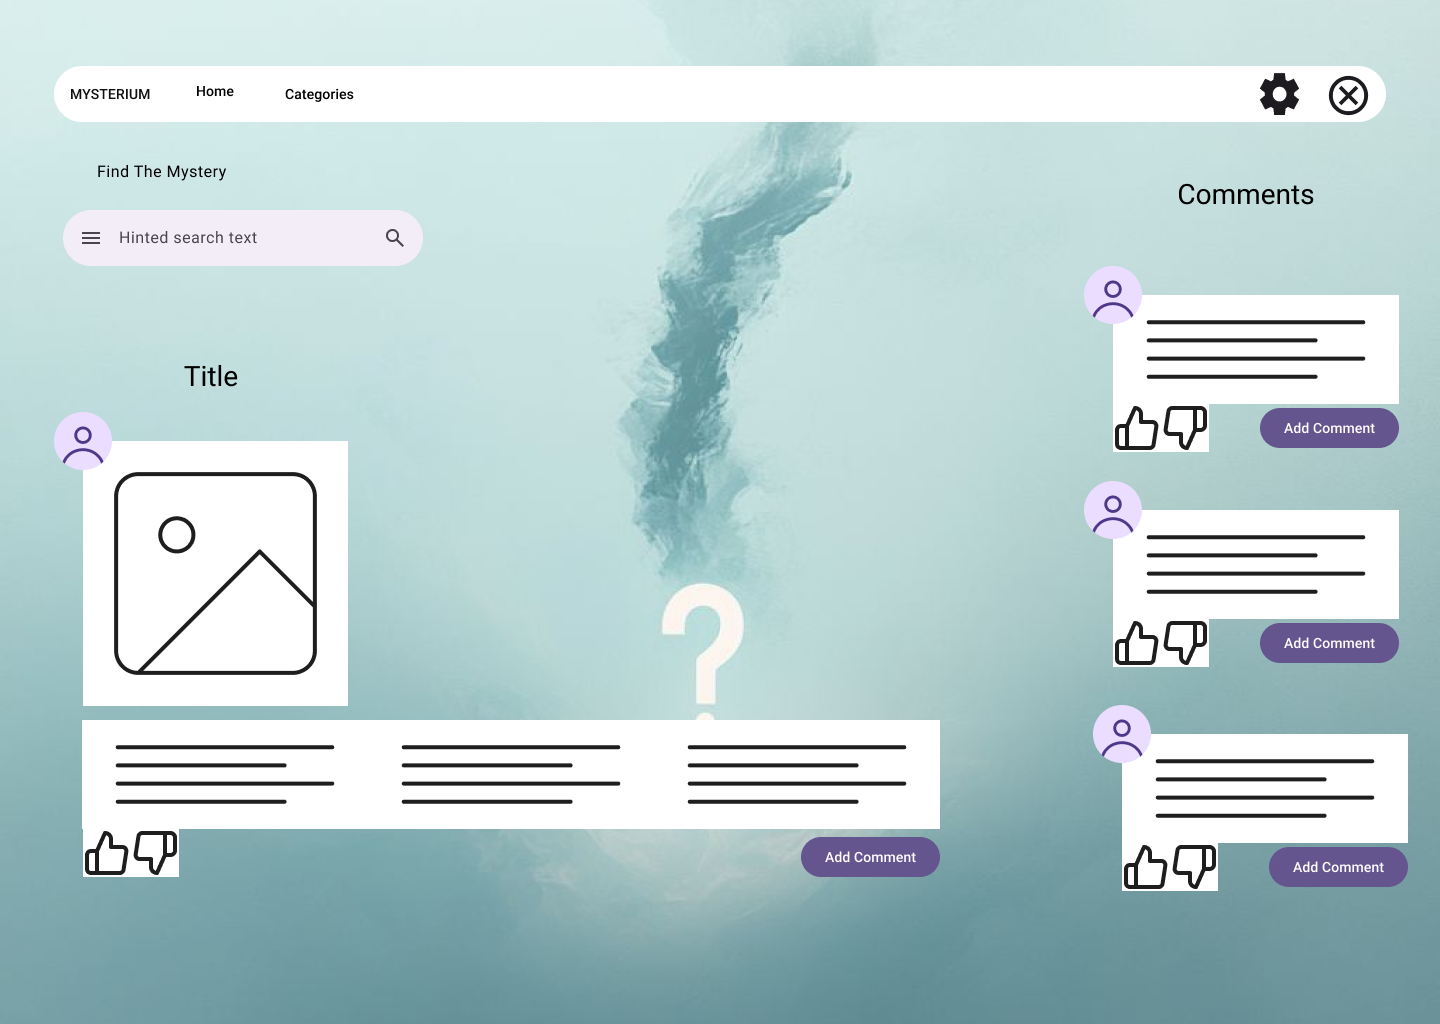 MYSTERIUM
Home
Categories
Find The Mystery
Hinted search text
Comments
Title
Add Comment
Add Comment
?
Add Comment
Add Comment